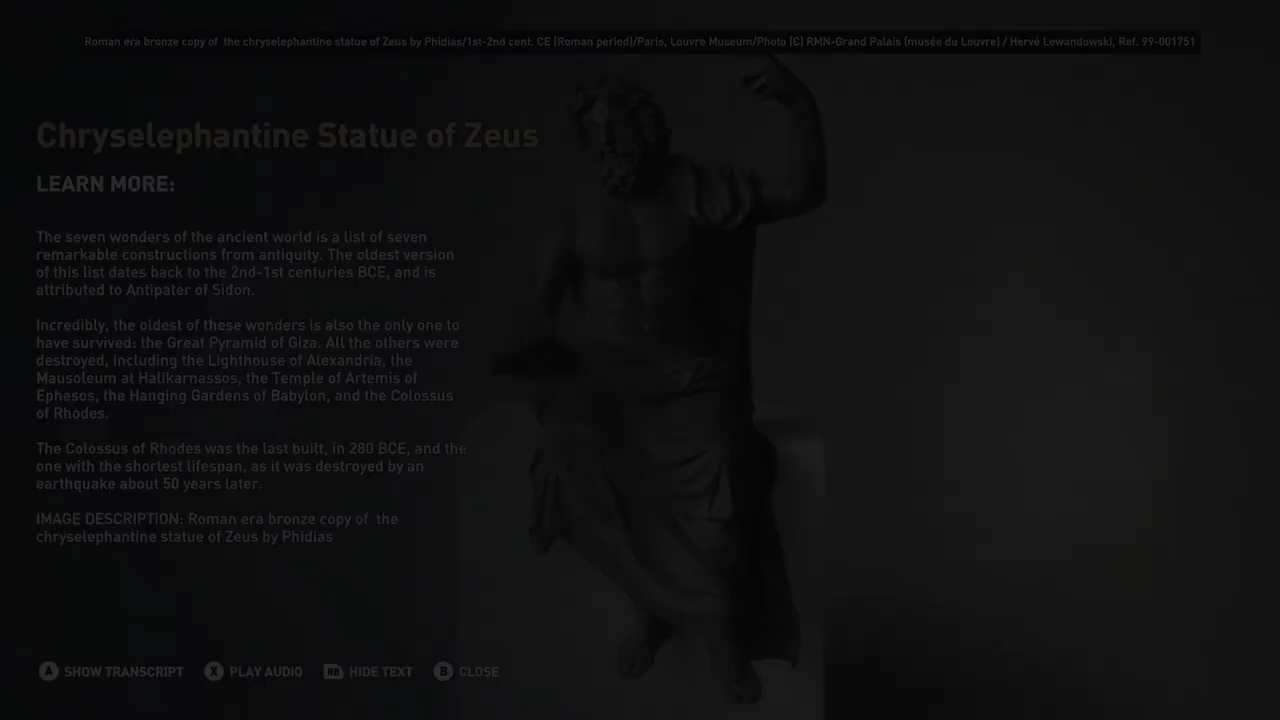 Roman era bronze copy of  the chryselephantine statue of Zeus by Phidias/1st-2nd cent. CE (Roman period)/Paris, Louvre Museum/Photo (C) RMN-Grand Palais (musée du Louvre) / Hervé Lewandowski, Ref. 99-001751
Chryselephantine Statue of Zeus
LEARN MORE:
The seven wonders of the ancient world is a list of seven
remarkable constructions from antiquity. The oldest version
of this list dates back to the 2nd-1st centuries BCE, and is
attributed to Antipater of Sidon.
Incredibly, the oldest of these wonders is also the only one to
have survived: the Great Pyramid of Giza. All the others were
destroyed, including the Lighthouse of Alexandria, the
Mausoleum at Halikarnassos, the Temple of Artemis of
Ephesos, the Hanging Gardens of Babylon, and the Colossus
of Rhodes.
The Colossus of Rhodes was the last built, in 280 BCE, and the
one with the shortest lifespan, as it was destroyed by an
earthquake about 50 years later.
IMAGE DESCRIPTION: Roman era bronze copy of  the
chryselephantine statue of Zeus by Phidias
A SHOW TRANSCRIPT X PLAY AUDIO RB HIDE TEXT B CLOSE